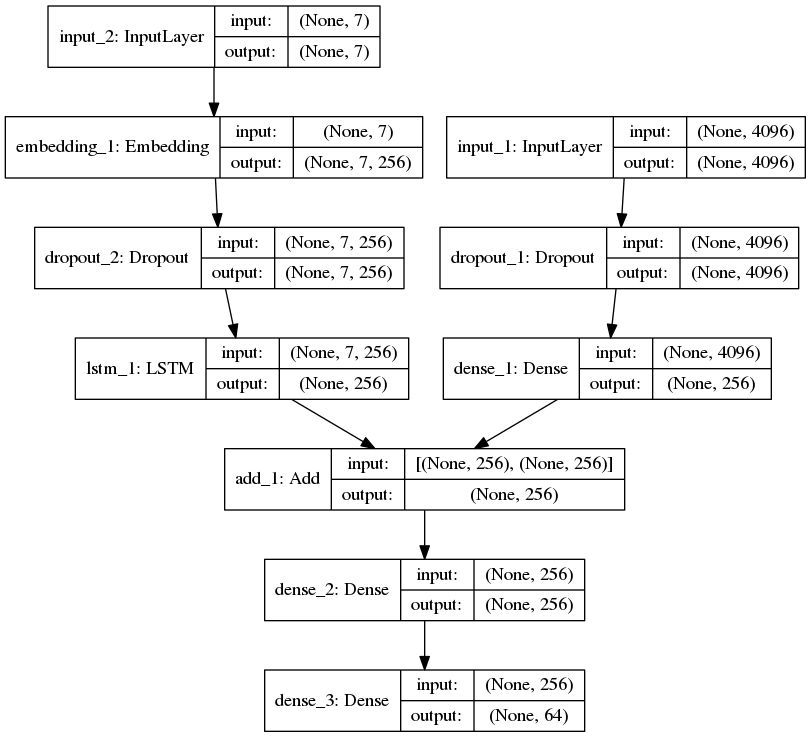 input_2: InputLayer
input: (None, 7)
output: (None, 7)
embedding_1: Embedding
input: (None, 7)
output: (None, 7, 256)
input_1: InputLayer
input: (None, 4096)
output: (None, 4096)
dropout_2: Dropout
input: (None, 7, 256)
output: (None, 7, 256)
dropout_1: Dropout
input: (None, 4096)
output: (None, 4096)
lstm_1: LSTM
input: (None, 7, 256)
output: (None, 256)
dense_1: Dense
input: (None, 4096)
output: (None, 256)
add_1: Add
input: [(None, 256), (None, 256)]
output: (None, 256)
dense_2: Dense
input: (None, 256)
output: (None, 256)
dense_3: Dense
input: (None, 256)
output: (None, 64)